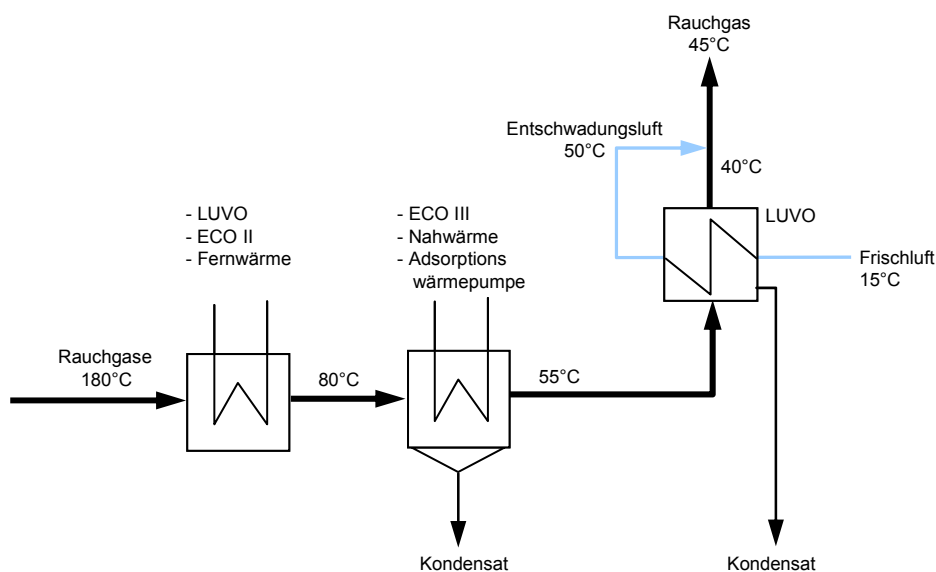 Rauchgas
45°C
Entschwadungsluft
50°C
40°C
- LUVO
- ECO II
- Fernwärme
- ECO III
- Nahwärme
- Adsorptions
wärmepumpe
LUVO
Frischluft
15°C
Rauchgase
180°C
80°C
55°C
Kondensat
Kondensat